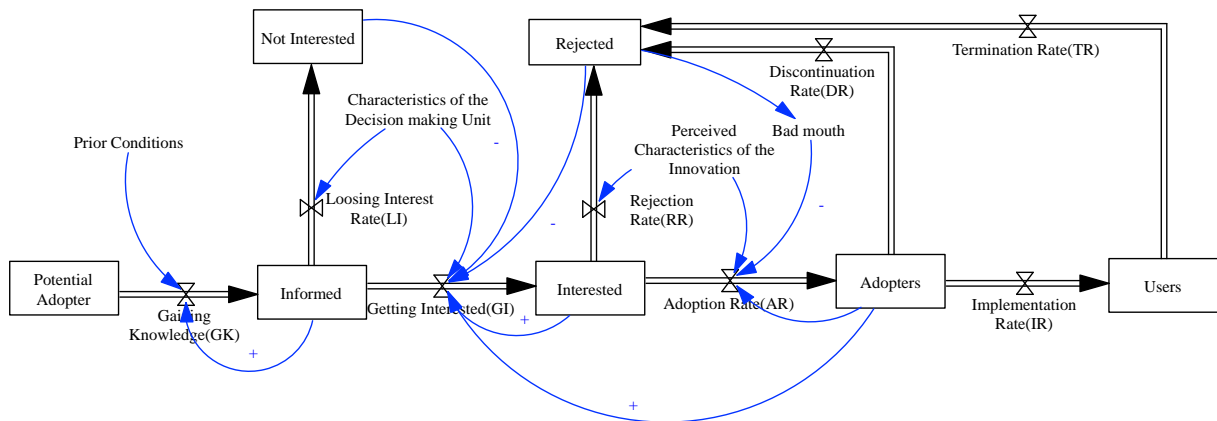 Not Interested
Rejected
Termination Rate(TR)
Discontinuation
Rate(DR)
Characteristics of the
Decision making Unit
Prior Conditions
-
Perceived
Characteristics of the
Innovation
Bad mouth
Loosing Interest
Rate(LI)
-
Rejection
Rate(RR)
-
Potential
Adopter
Informed
Interested
Adopters
Users
Gaining
Knowledge(GK)
Getting Interested(GI)
Adoption Rate(AR)
Implementation
Rate(IR)
+
+
+